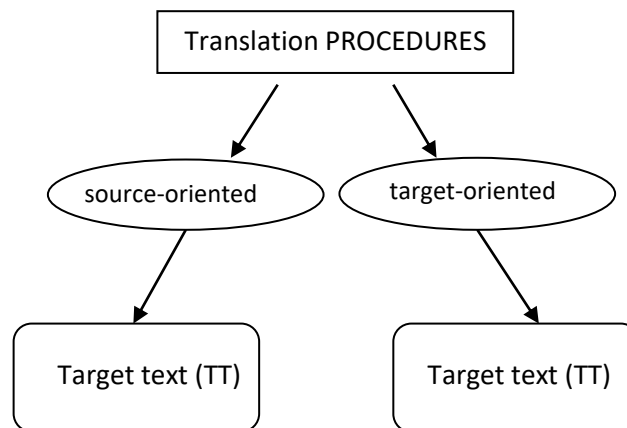 Translation PROCEDURES
source-oriented
target-oriented
Target text (TT)
Target text (TT)